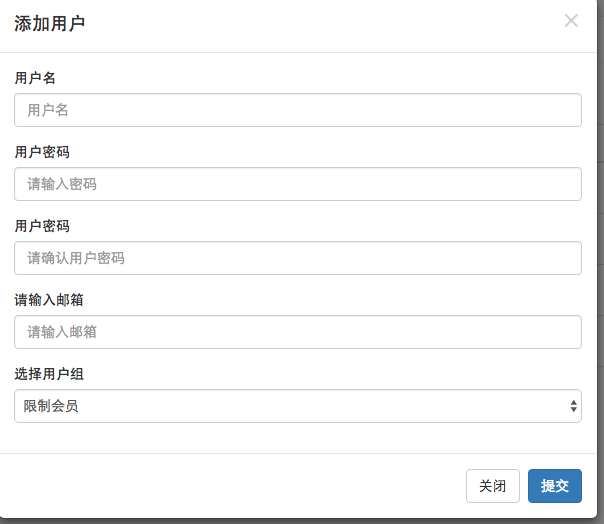 添加用户
×
用户名
用户名
用户密码
请输入密码
用户密码
请确认用户密码
请输入邮箱
请输入邮箱
选择用户组
限制会员
关闭 提交